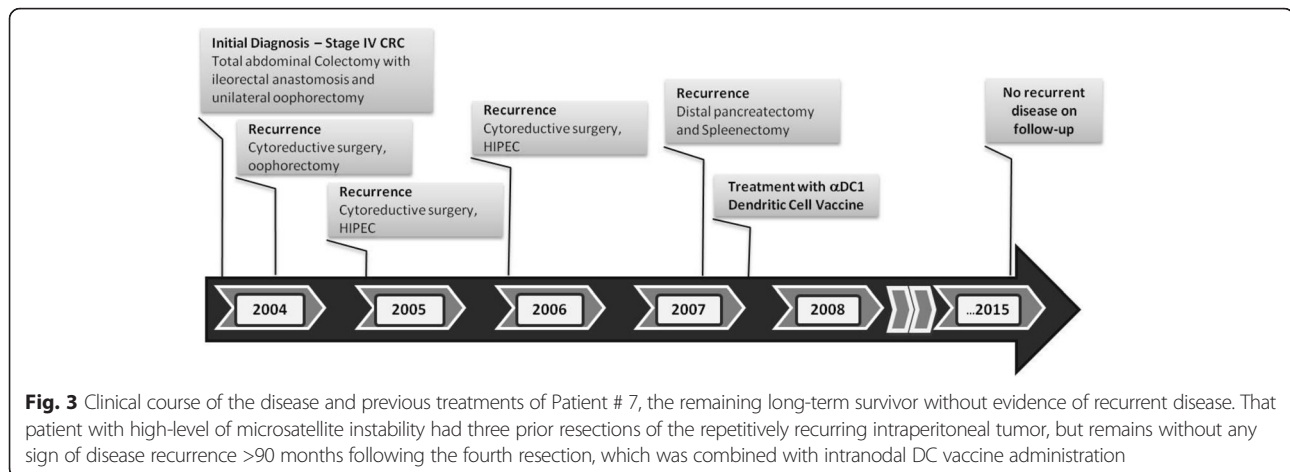 Initial Diagnosis – Stage IV CRC
Total abdominal Colectomy with
ileorectal anastomosis and
unilateral oophorectomy
Recurrence
Cytoreductive surgery,
oophorectomy
Recurrence
Cytoreductive surgery,
HIPEC
Recurrence
Cytoreductive surgery,
HIPEC
Recurrence
Distal pancreatectomy
and Spleenectomy
Treatment with αDC1
Dendritic Cell Vaccine
No recurrent
disease on
follow-up
2004
2005
2006
2007
2008
...2015
Fig. 3 Clinical course of the disease and previous treatments of Patient # 7, the remaining long-term survivor without evidence of recurrent disease. That
patient with high-level of microsatellite instability had three prior resections of the repetitively recurring intraperitoneal tumor, but remains without any
sign of disease recurrence >90 months following the fourth resection, which was combined with intranodal DC vaccine administration